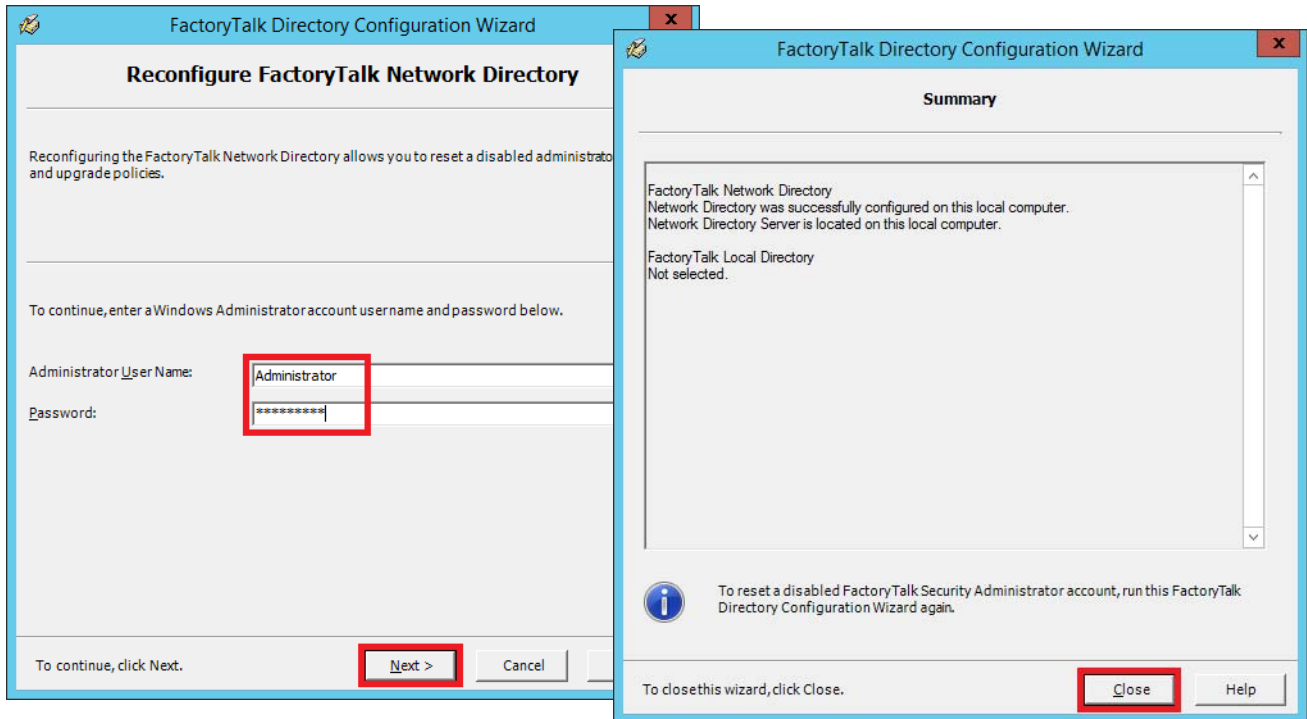 FactoryTalk Directory Configuration Wizard
x
Reconfigure FactoryTalk Network Directory
Reconfiguring the FactoryTalk Network Directory allows you to reset a disabled administrato
and upgrade policies.
To continue, enter a Windows Administrator account username and password below.
Administrator User Name:
Administrator
Password:
*********
To continue, click Next.
Next >
Cancel
FactoryTalk Directory Configuration Wizard
x
Summary
FactoryTalk Network Directory
Network Directory was successfully configured on this local computer.
Network Directory Server is located on this local computer.
FactoryTalk Local Directory
Not selected.
To reset a disabled FactoryTalk Security Administrator account, run this FactoryTalk
Directory Configuration Wizard again.
To close this wizard, click Close.
Close
Help